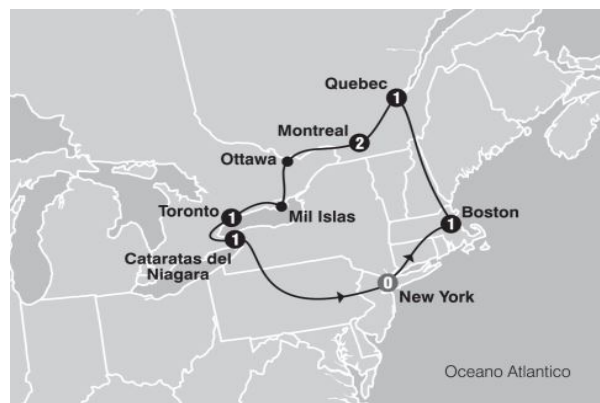 Quebec
1
Montreal
2
Ottawa
Toronto
1
Mil Islas
Boston
1
Cataratas del
Niagara
1
0
New York
Oceano Atlantico